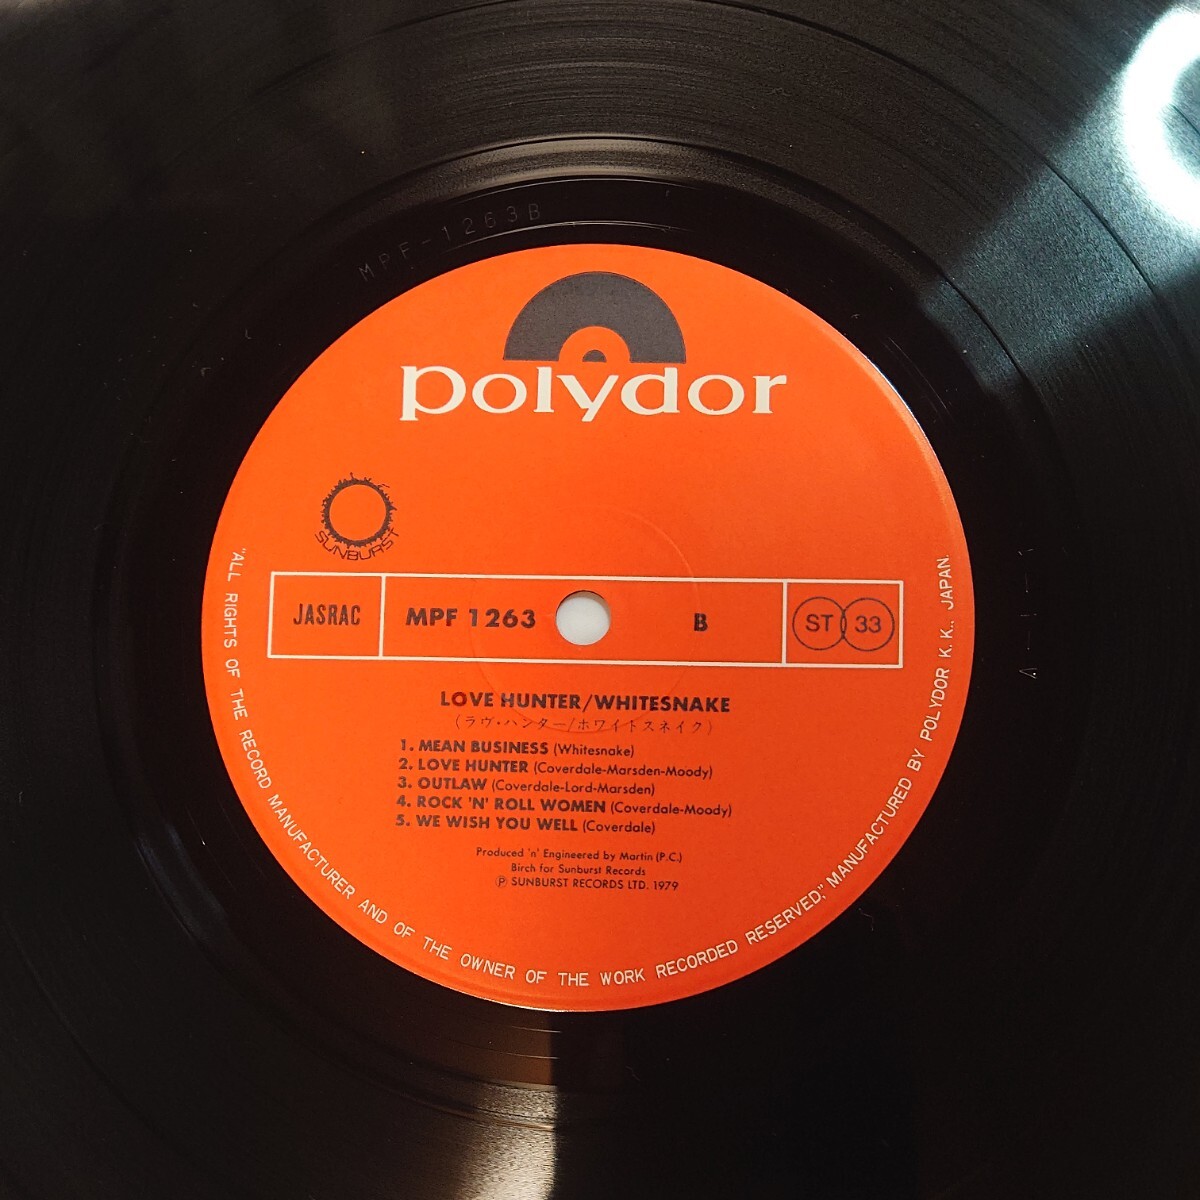 MPF-1263B
polydor
SUNBURST
JASRAC
MPF 1263
B
ST 33
LOVE HUNTER/WHITESNAKE
(ラヴ・ハンター/ホワイトスネイク)
1. MEAN BUSINESS (Whitesnake)
2. LOVE HUNTER (Coverdale-Marsden-Moody)
3. OUTLAW (Coverdale-Lord-Marsden)
4. ROCK 'N' ROLL WOMEN (Coverdale-Moody)
5. WE WISH YOU WELL (Coverdale)
Produced 'n' Engineered by Martin (P.C.)
Birch for Sunburst Records
Ⓟ SUNBURST RECORDS LTD. 1979
"ALL RIGHTS OF THE RECORD MANUFACTURER AND OF THE OWNER OF THE WORK RECORDED RESERVED," MANUFACTURED BY POLYDOR K.K., JAPAN.